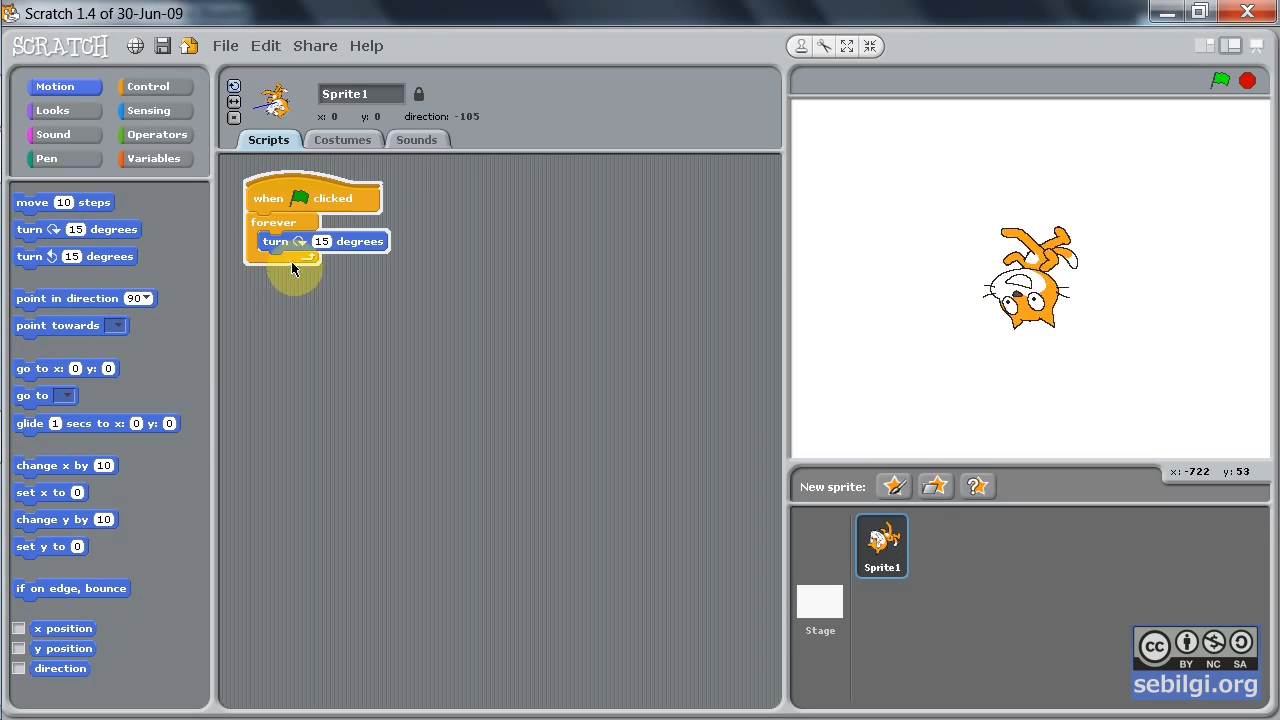 Scratch 1.4 of 30-Jun-09
SCRATCH
File Edit Share Help
Motion
Control
Looks
Sensing
Sound
Operators
Pen
Variables
move 10 steps
turn 15 degrees
turn 15 degrees
point in direction 90
point towards
go to x: 0 y: 0
go to
glide 1 secs to x: 0 y: 0
change x by 10
set x to 0
change y by 10
set y to 0
if on edge, bounce
x position
y position
direction
Sprite1
x: 0 y: 0 direction: -105
Scripts
Costumes
Sounds
when clicked
forever
turn 15 degrees
x: -722 y: 53
New sprite:
Sprite1
Stage
CC
BY NC SA
sebilgi.org